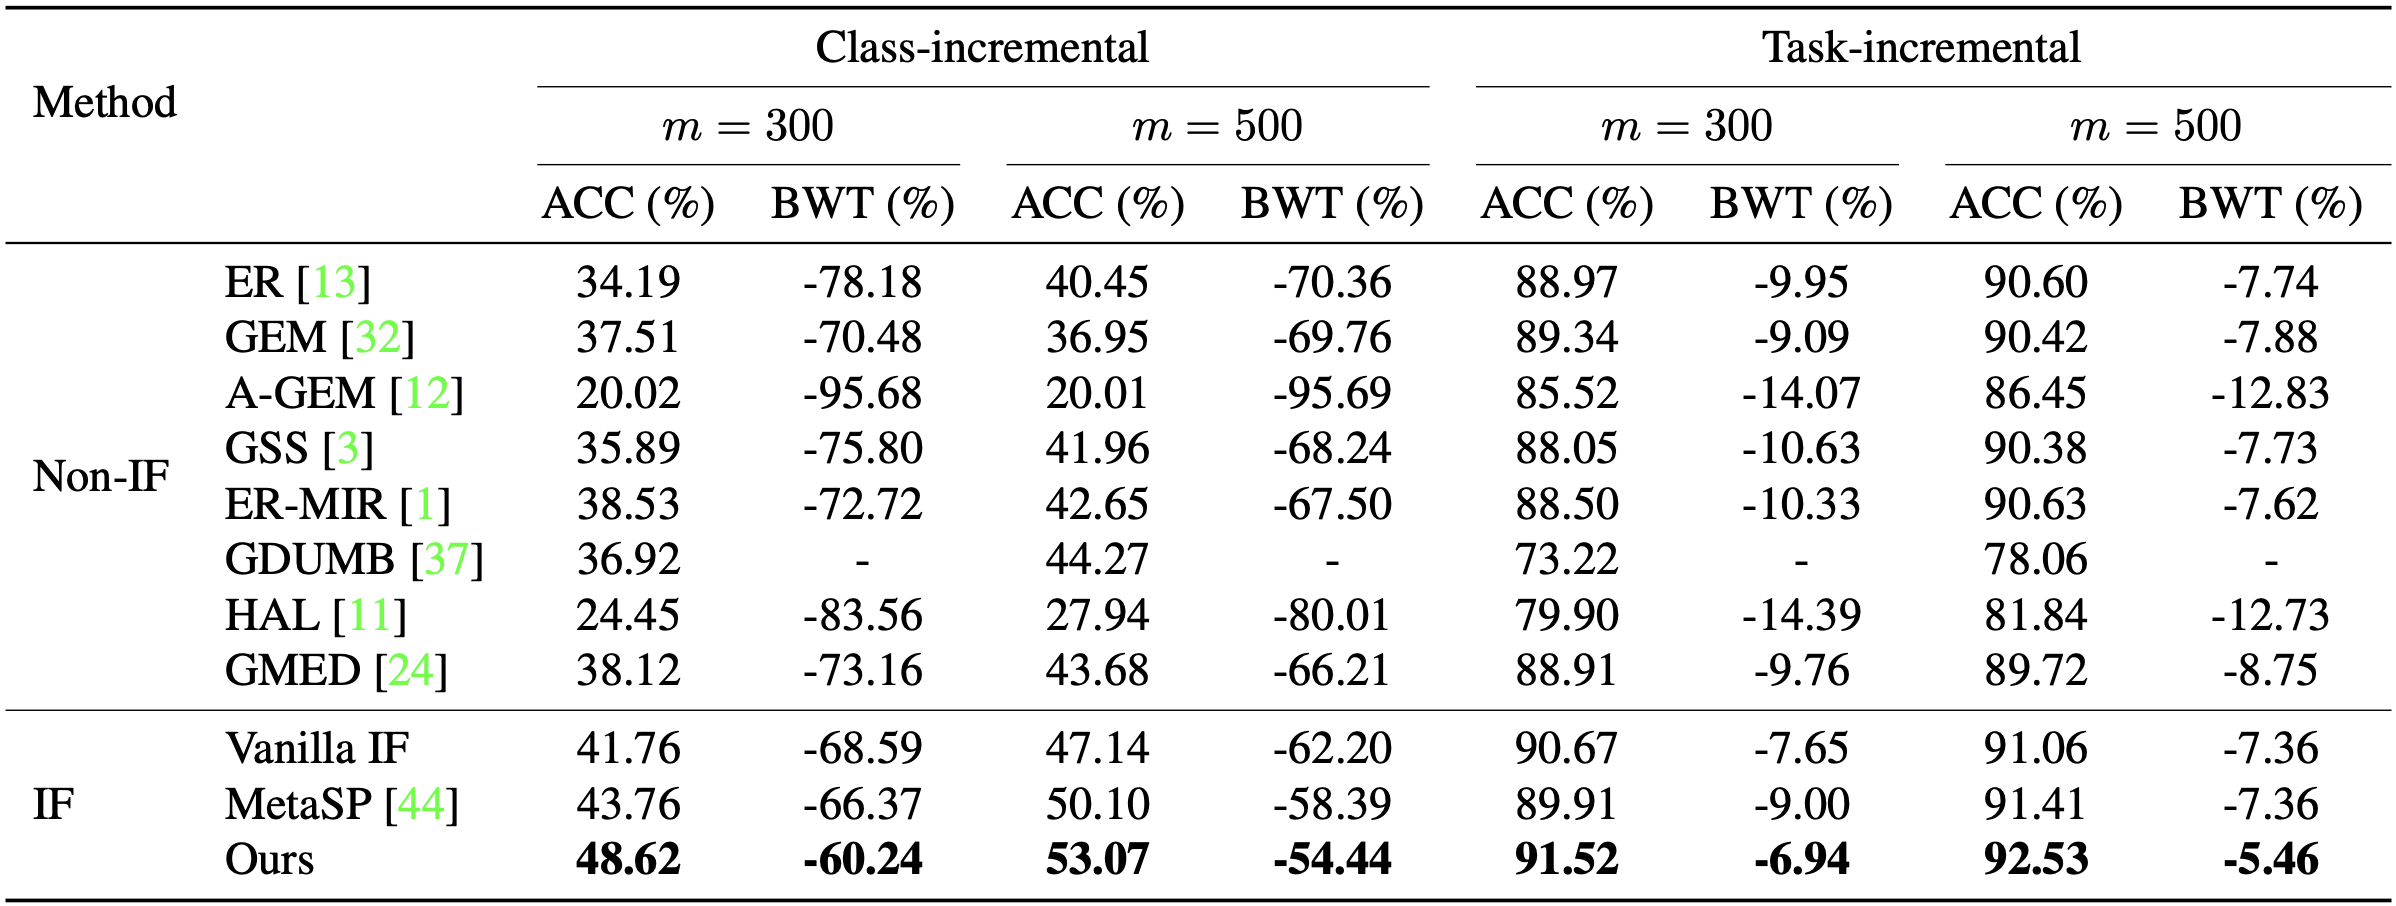 Class-incremental Task-incremental
Method
m = 300 m = 500 m = 300 m = 500
ACC (%) BWT (%) ACC (%) BWT (%) ACC (%) BWT (%) ACC (%) BWT (%)
ER [13] 34.19 -78.18 40.45 -70.36 88.97 -9.95 90.60 -7.74
GEM [32] 37.51 -70.48 36.95 -69.76 89.34 -9.09 90.42 -7.88
A-GEM [12] 20.02 -95.68 20.01 -95.69 85.52 -14.07 86.45 -12.83
GSS [3] 35.89 -75.80 41.96 -68.24 88.05 -10.63 90.38 -7.73
Non-IF
ER-MIR [1] 38.53 -72.72 42.65 -67.50 88.50 -10.33 90.63 -7.62
GDUMB [37] 36.92 - 44.27 - 73.22 - 78.06 -
HAL [11] 24.45 -83.56 27.94 -80.01 79.90 -14.39 81.84 -12.73
GMED [24] 38.12 -73.16 43.68 -66.21 88.91 -9.76 89.72 -8.75
Vanilla IF 41.76 -68.59 47.14 -62.20 90.67 -7.65 91.06 -7.36
IF MetaSP [44] 43.76 -66.37 50.10 -58.39 89.91 -9.00 91.41 -7.36
Ours 48.62 -60.24 53.07 -54.44 91.52 -6.94 92.53 -5.46